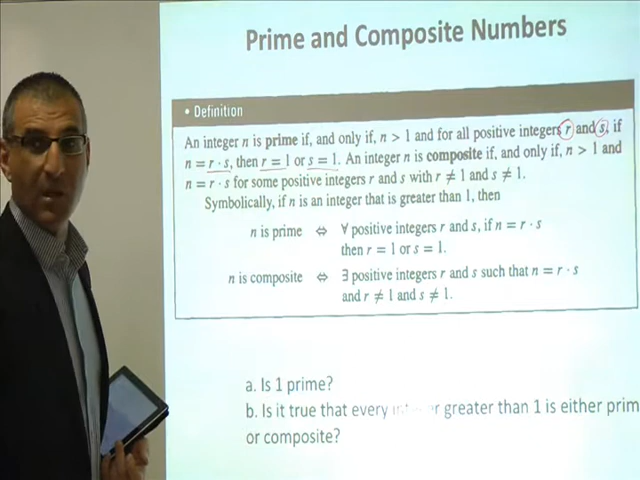 Prime and Composite Numbers
• Definition
An integer n is prime if, and only if, n > 1 and for all positive integers r and s, if
n = r · s, then r = 1 or s = 1. An integer n is composite if, and only if, n > 1 and
n = r · s for some positive integers r and s with r ≠ 1 and s ≠ 1.
Symbolically, if n is an integer that is greater than 1, then
n is prime ⇔ ∀ positive integers r and s, if n = r · s
then r = 1 or s = 1.
n is composite ⇔ ∃ positive integers r and s such that n = r · s
and r ≠ 1 and s ≠ 1.
a. Is 1 prime?
b. Is it true that every greater than 1 is either prim
or composite?